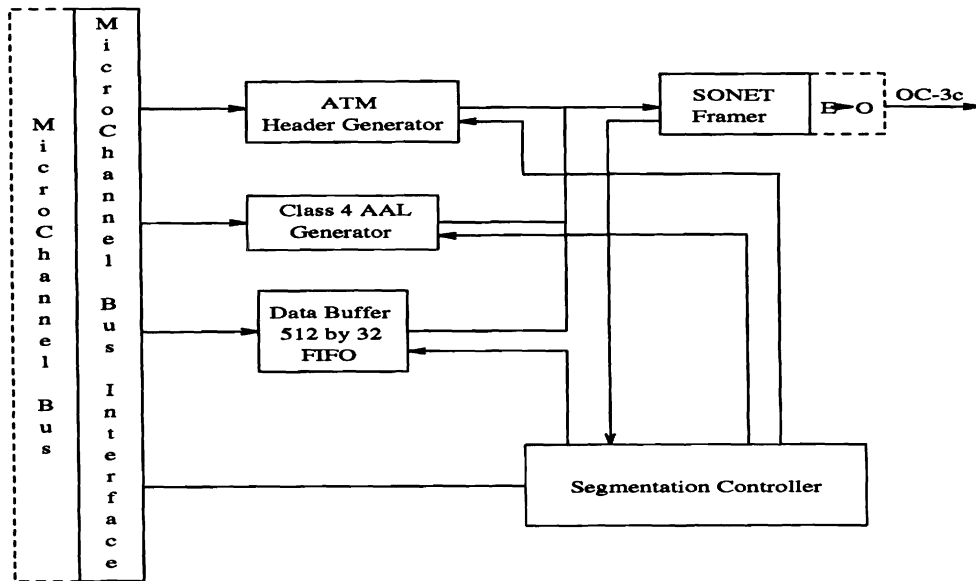 MicroChannel Bus
MicroChannel Bus Interface
ATM
Header Generator
SONET
Framer
E O
OC-3c
Class 4 AAL
Generator
Data Buffer
512 by 32
FIFO
Segmentation Controller